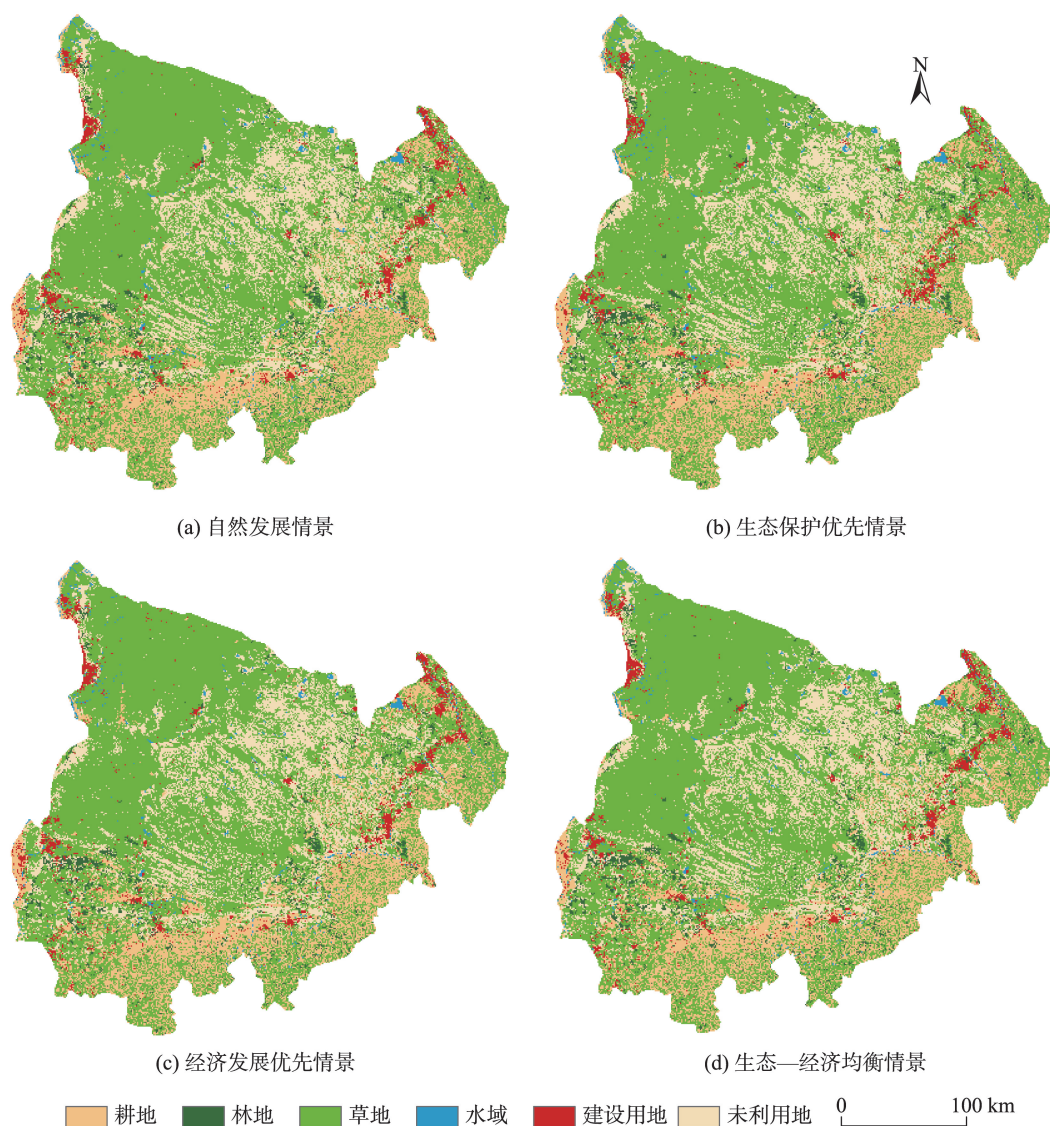 N
(a) 自然发展情景
(b) 生态保护优先情景
(c) 经济发展优先情景
(d) 生态—经济均衡情景
耕地 林地 草地 水域 建设用地 未利用地 0 100 km